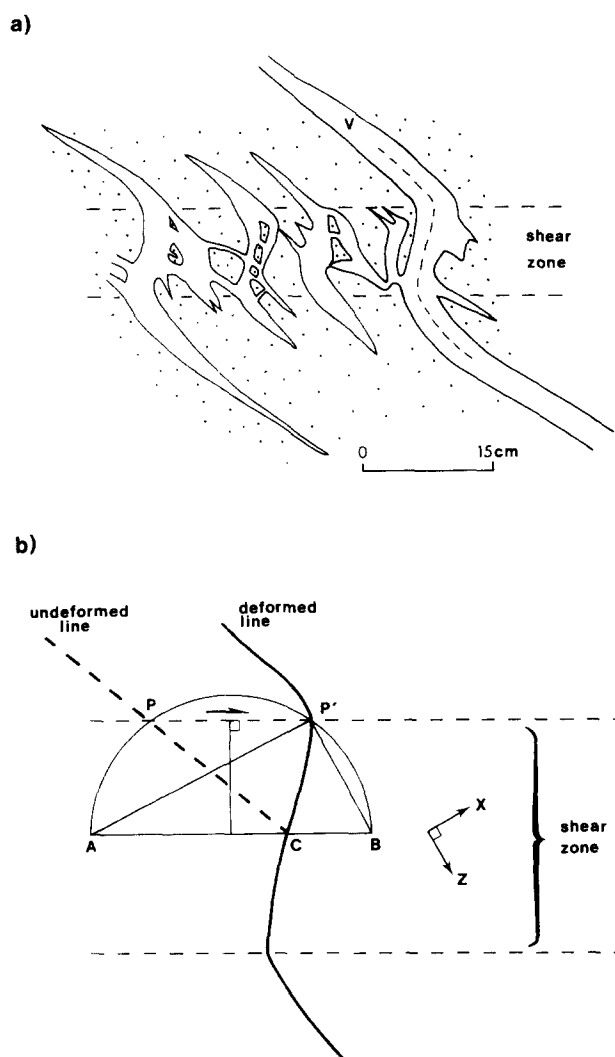 a)
V
shear
zone
0 15cm
b)
undeformed
line
deformed
line
P
P′
A
C
B
X
Z
shear
zone